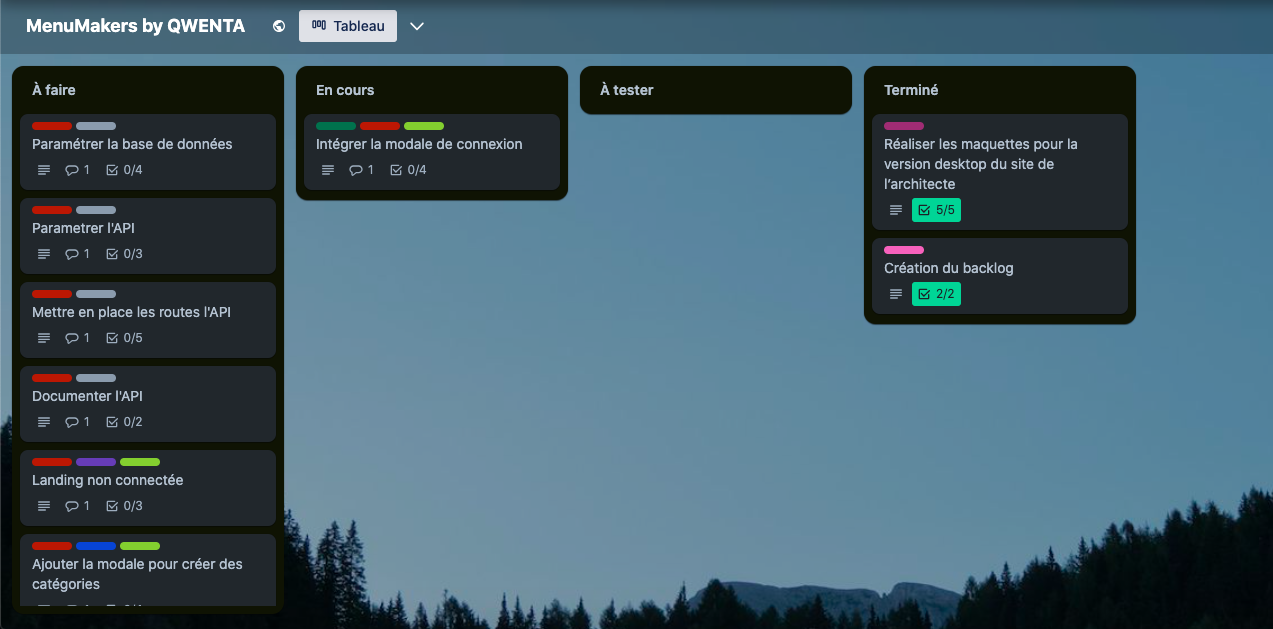 MenuMakers by QWENTA
Tableau
À faire
Paramétrer la base de données
1 0/4
Parametrer l'API
1 0/3
Mettre en place les routes l'API
1 0/5
Documenter l'API
1 0/2
Landing non connectée
1 0/3
Ajouter la modale pour créer des
catégories
En cours
Intégrer la modale de connexion
1 0/4
À tester
Terminé
Réaliser les maquettes pour la
version desktop du site de
l’architecte
5/5
Création du backlog
2/2